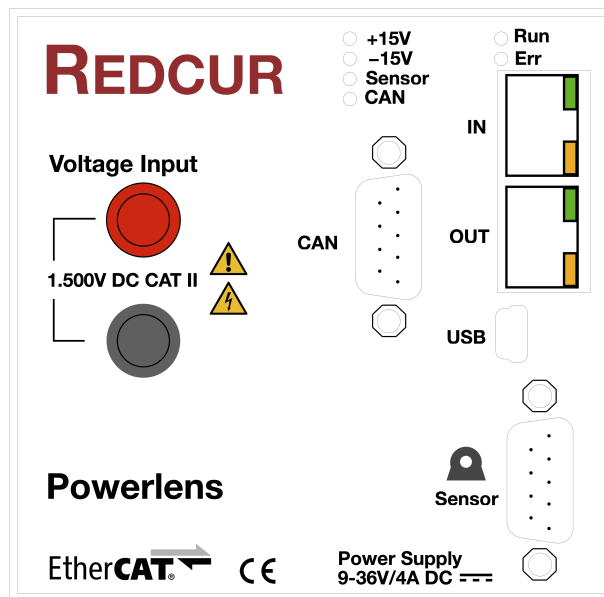 REDCUR
+15V
−15V
Sensor
CAN
Run
Err
IN
Voltage Input
OUT
CAN
1.500V DC CAT II
USB
Powerlens
Sensor
EtherCAT®
CE
Power Supply
9-36V/4A DC